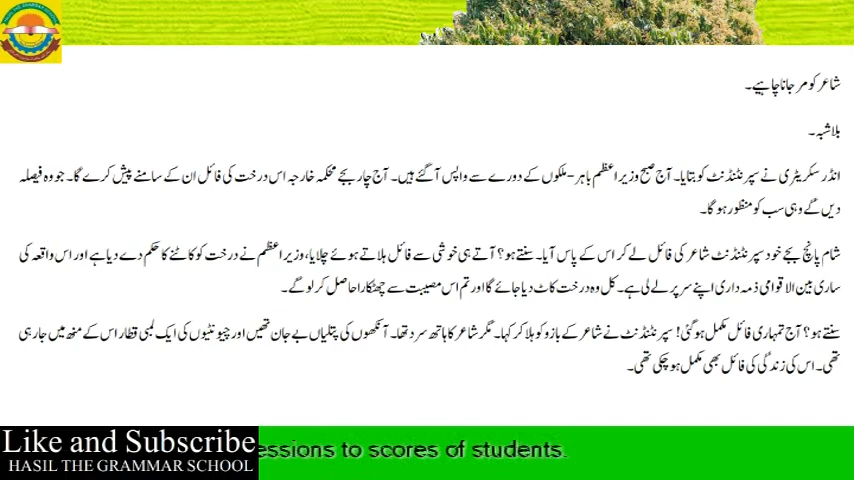 شاعر کو مر جانا چاہیے۔
بلاشبہ۔
انڈر سکریٹری نے سپرنٹنڈنٹ کو بتایا۔ آج صبح وزیراعظم باہر-ملکوں کے دورے سے واپس آگئے ہیں۔ آج چار بجے محکمہ خارجہ اس درخت کی فائل ان کے سامنے پیش کرے گا۔ جو وہ فیصلہ
دیں گے وہی سب کو منظور ہو گا۔
شام پانچ بجے خود سپرنٹنڈنٹ شاعر کی فائل لے کر اس کے پاس آیا۔ سنتے ہو؟ آتے ہی خوشی سے فائل ہلاتے ہوئے چلایا، وزیراعظم نے درخت کو کاٹنے کا حکم دے دیا ہے اور اس واقعہ کی
ساری بین الاقوامی ذمہ داری اپنے سر پر لے لی ہے۔ کل وہ درخت کاٹ دیا جائے گا اور تم اس مصیبت سے چھٹکارا حاصل کر لو گے۔
سنتے ہو؟ آج تمہاری فائل مکمل ہو گئی! سپرنٹنڈنٹ نے شاعر کے بازو کو ہلا کر کہا۔ مگر شاعر کا ہاتھ سرد تھا۔ آنکھوں کی پتلیاں بے جان تھیں اور چیونٹیوں کی ایک لمبی قطار اس کے منھ میں جا رہی
تھی۔ اس کی زندگی کی فائل بھی مکمل ہو چکی تھی۔
Like and Subscribe
HASIL THE GRAMMAR SCHOOL
essions to scores of students.